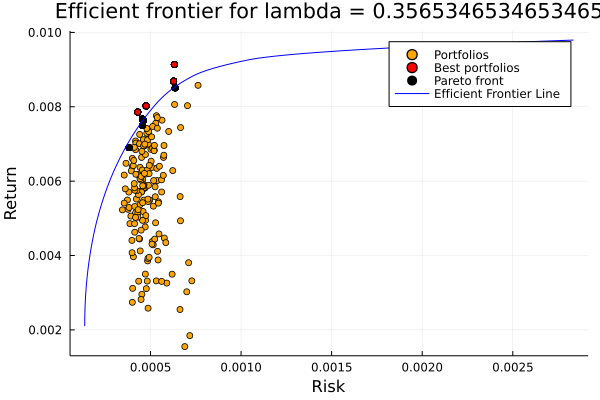 Efficient frontier for lambda = 0.3565346534653465
0.010
0.008
0.006
0.004
0.002
Return
Portfolios
Best portfolios
Pareto front
Efficient Frontier Line
0.0005 0.0010 0.0015 0.0020 0.0025
Risk